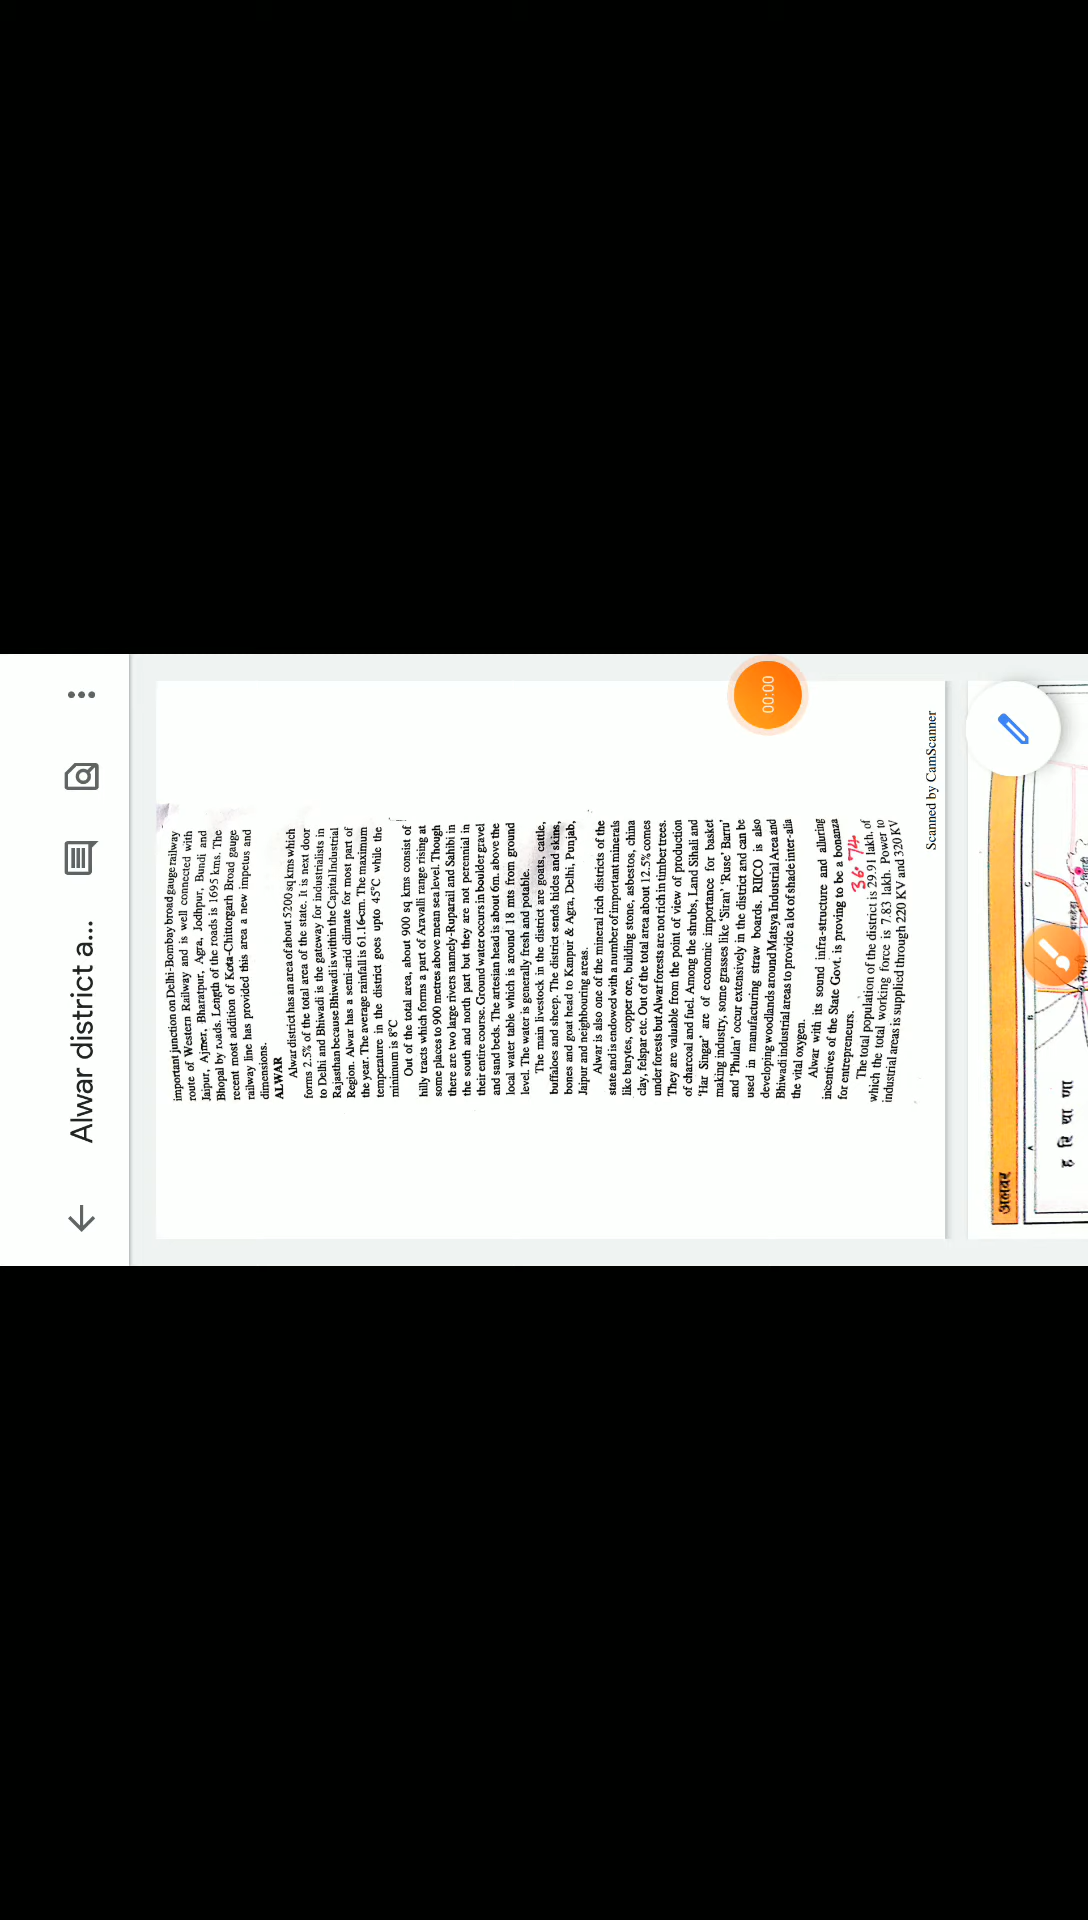 Alwar district a...
important junction on Delhi-Bombay broad gauge railway
route of Western Railway and is well connected with
Jaipur, Ajmer, Bharatpur, Agra, Jodhpur, Bundi and
Bhopal by roads. Length of the roads is 1695 kms. The
recent most addition of Kota-Chittorgarh Broad gauge
railway line has provided this area a new impetus and
dimensions.
ALWAR
Alwar district has an area of about 5200 sq kms which
forms 2.5% of the total area of the state. It is next door
to Delhi and Bhiwadi is the gateway for industrialists in
Rajasthan because Bhiwadi is within the Capital Industrial
Region. Alwar has a semi-arid climate for most part of
the year. The average rainfall is 61.16 cm. The maximum
temperature in the district goes upto 45°C while the
minimum is 8°C
Out of the total area, about 900 sq kms consist of
hilly tracts which forms a part of Aravalli range rising at
some places to 900 metres above mean sea level. Though
there are two large rivers namely-Ruparail and Sahibi in
the south and north part but they are not perennial in
their entire course. Ground water occurs in boulder gravel
and sand beds. The artesian head is about 6m. above the
local water table which is around 18 mts from ground
level. The water is generally fresh and potable.
The main livestock in the district are goats, cattle,
buffaloes and sheep. The district sends hides and skins,
bones and goat head to Kanpur & Agra, Delhi, Punjab,
Jaipur and neighbouring areas.
Alwar is also one of the mineral rich districts of the
state and is endowed with a number of important minerals
like barytes, copper ore, building stone, asbestos, china
clay, felspar etc. Out of the total area about 12.5% comes
under forests but Alwar forests are not rich in timber trees.
They are valuable from the point of view of production
of charcoal and fuel. Among the shrubs, Land Sihali and
'Har Singar' are of economic importance for basket
making industry, some grasses like 'Siran' 'Ruse' Barru'
and 'Phulan' occur extensively in the district and can be
used in manufacturing straw boards. RIICO is also
developing woodlands around Matsya Industrial Area and
Bhiwadi industrial areas to provide a lot of shade inter-alia
the vital oxygen.
Alwar with its sound infra-structure and alluring
incentives of the State Govt. is proving to be a bonanza
for entrepreneurs.
36.74
The total population of the district is 29.91 lakh. of
which the total working force is 7.83 lakh. Power to
industrial areas is supplied through 220 KV and 320 KV
Scanned by CamScanner
00:00
अलवर
A B C
ह रि या णा